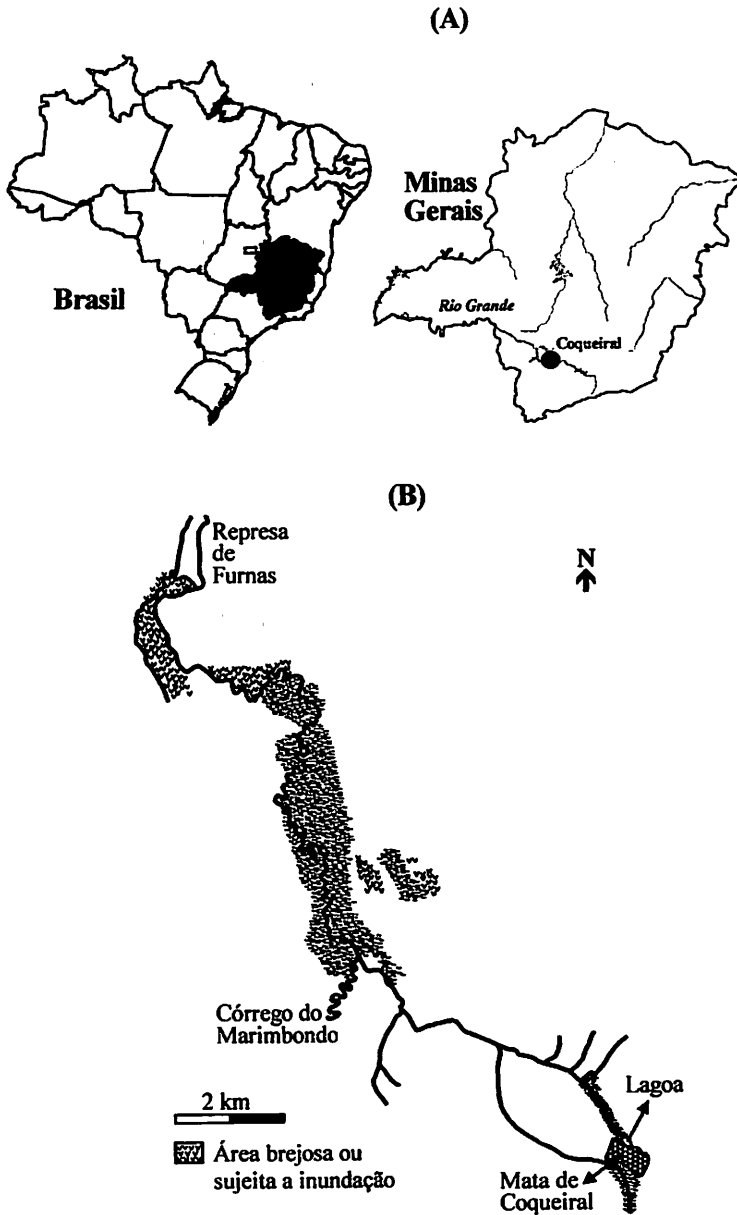 (A)
Brasil
Minas
Gerais
Rio Grande
Coqueiral
(B)
Represa
de
Furnas
N
Córrego do
Marimbondo
2 km
Área brejosa ou
sujeita a inundação
Lagoa
Mata de
Coqueiral